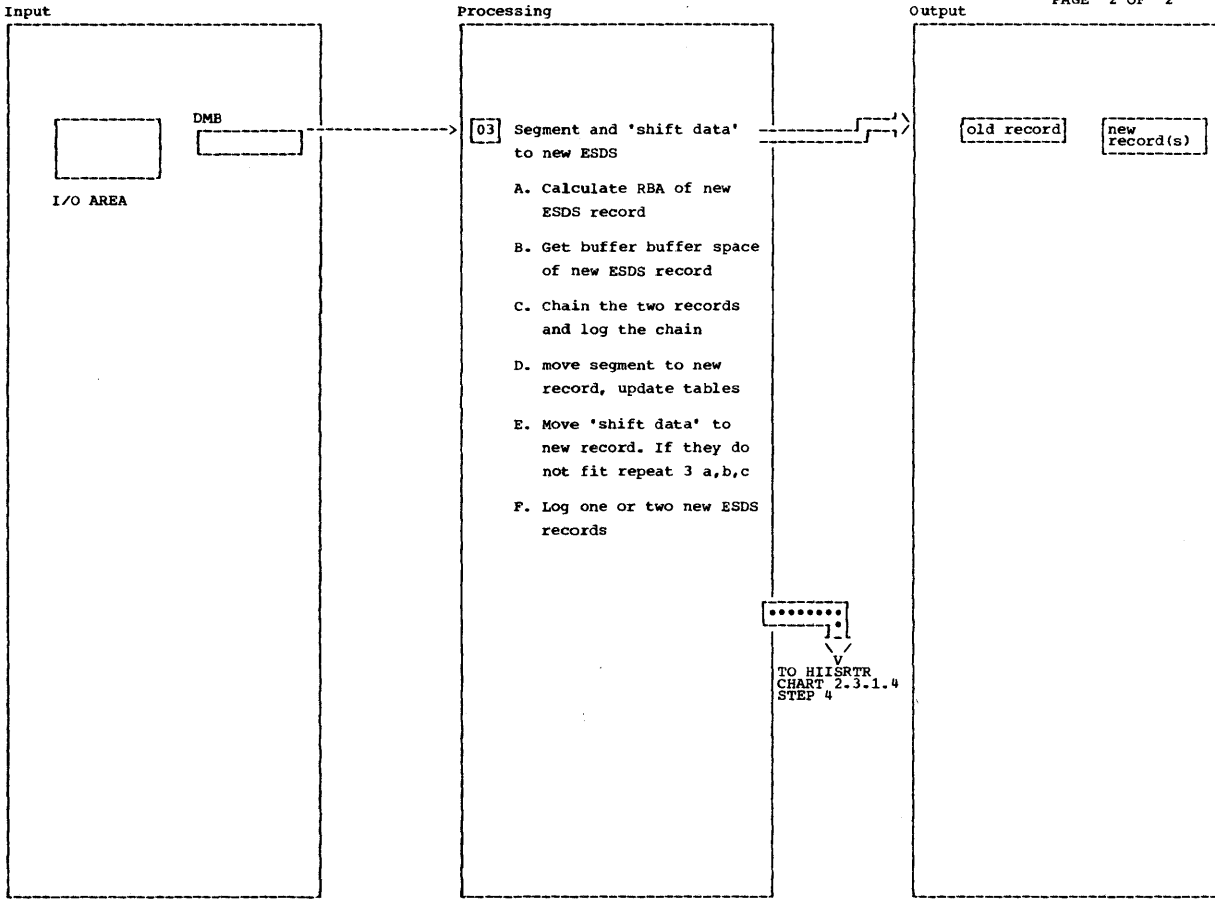 PAGE 2 OF 2
Input
Processing
Output
DMB
I/O AREA
03 Segment and 'shift data'
to new ESDS
A. Calculate RBA of new
ESDS record
B. Get buffer buffer space
of new ESDS record
C. Chain the two records
and log the chain
D. move segment to new
record, update tables
E. Move 'shift data' to
new record. If they do
not fit repeat 3 a,b,c
F. Log one or two new ESDS
records
old record
new
record(s)
TO HIISRTR
CHART 2.3.1.4
STEP 4